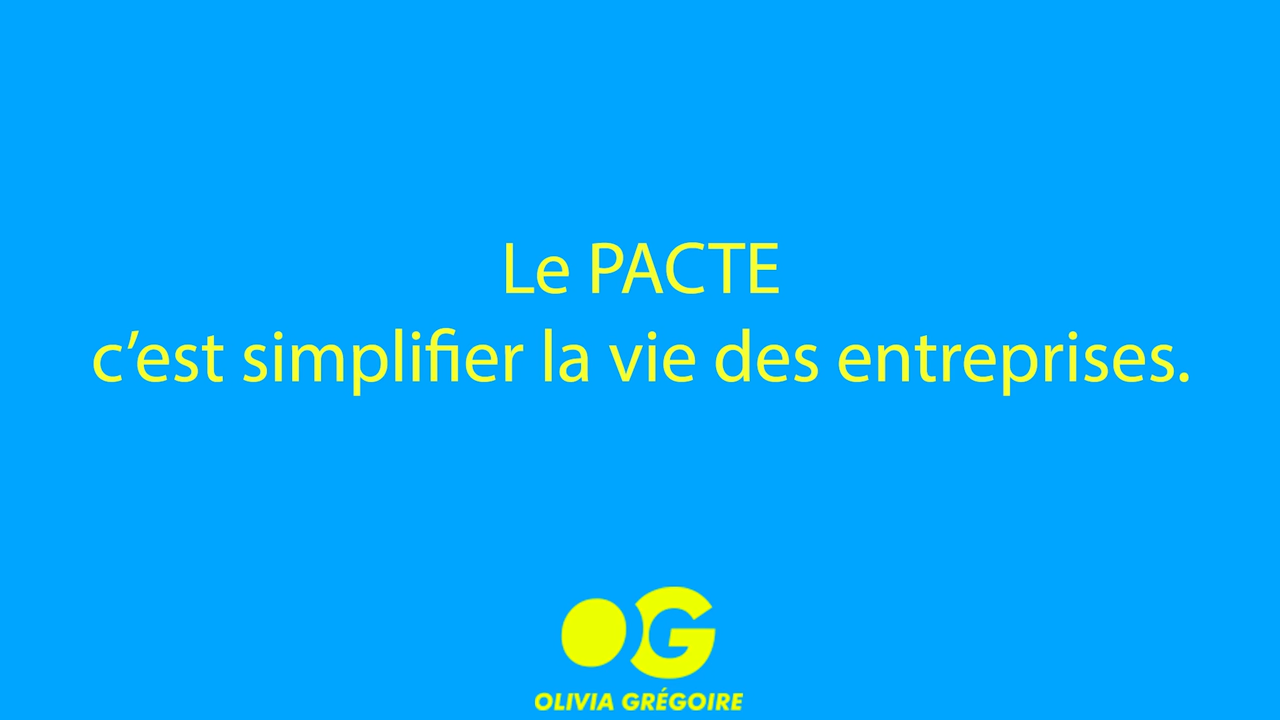 Le PACTE
c’est simplifier la vie des entreprises.
OG
OLIVIA GRÉGOIRE